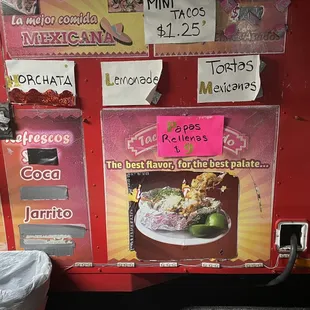 la mejor comida
MEXICANA
MINI
TACOS
$1.25
HORCHATA
Lemonade
Tortas
Mexicanas
Refrescos
Coca
Jarrito
Papas
Rellenas
The best flavor, for the best palate...